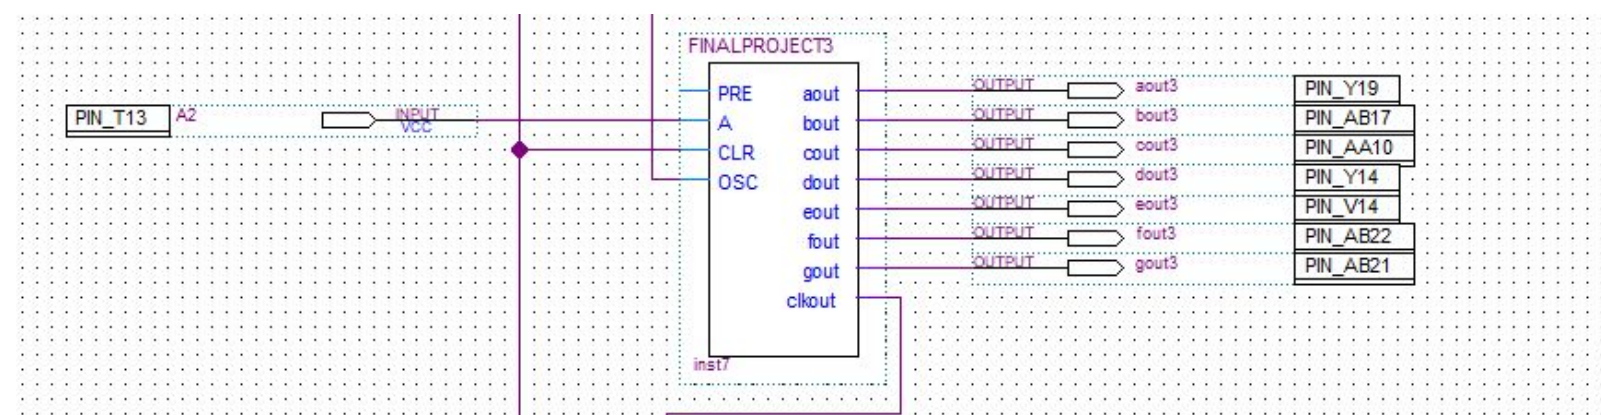 FINALPROJECT3
PRE aout OUTPUT aout3 PIN_Y19
PIN_T13 A2 INPUT VCC A bout OUTPUT bout3 PIN_AB17
CLR cout OUTPUT cout3 PIN_AA10
OSC dout OUTPUT dout3 PIN_Y14
eout OUTPUT eout3 PIN_V14
fout OUTPUT fout3 PIN_AB22
gout OUTPUT gout3 PIN_AB21
clkout
inst7